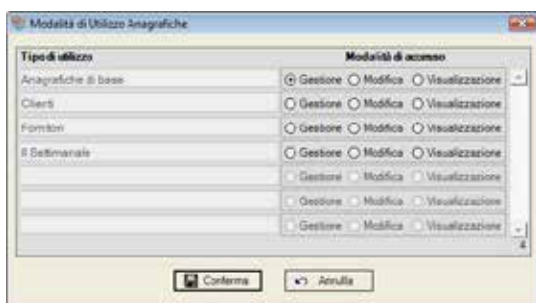 Modalità di Utilizzo Anagrafiche
Tipo di utilizzo Modalità di accesso
Anagrafiche di base Gestione Modifica Visualizzazione
Clienti Gestione Modifica Visualizzazione
Fornitori Gestione Modifica Visualizzazione
Il Settimanale Gestione Modifica Visualizzazione
Gestione Modifica Visualizzazione
Gestione Modifica Visualizzazione
Gestione Modifica Visualizzazione
4
Conferma Annulla